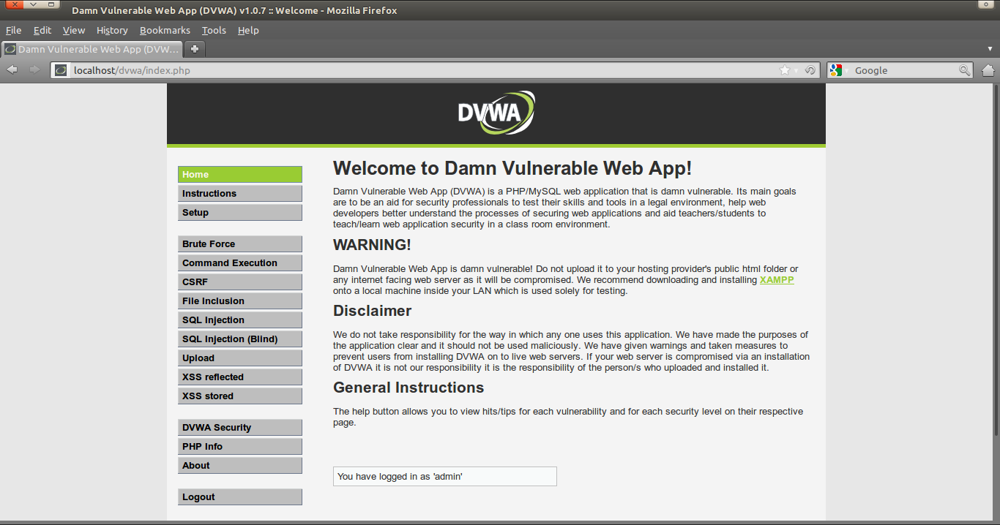 Damn Vulnerable Web App (DVWA) v1.0.7 :: Welcome - Mozilla Firefox
File Edit View History Bookmarks Tools Help
Damn Vulnerable Web App (DVW...
localhost/dvwa/index.php
Google
DVWA
Home
Instructions
Setup
Brute Force
Command Execution
CSRF
File Inclusion
SQL Injection
SQL Injection (Blind)
Upload
XSS reflected
XSS stored
DVWA Security
PHP Info
About
Logout
Welcome to Damn Vulnerable Web App!
Damn Vulnerable Web App (DVWA) is a PHP/MySQL web application that is damn vulnerable. Its main goals
are to be an aid for security professionals to test their skills and tools in a legal environment, help web
developers better understand the processes of securing web applications and aid teachers/students to
teach/learn web application security in a class room environment.
WARNING!
Damn Vulnerable Web App is damn vulnerable! Do not upload it to your hosting provider's public html folder or
any internet facing web server as it will be compromised. We recommend downloading and installing XAMPP
onto a local machine inside your LAN which is used solely for testing.
Disclaimer
We do not take responsibility for the way in which any one uses this application. We have made the purposes of
the application clear and it should not be used maliciously. We have given warnings and taken measures to
prevent users from installing DVWA on to live web servers. If your web server is compromised via an installation
of DVWA it is not our responsibility it is the responsibility of the person/s who uploaded and installed it.
General Instructions
The help button allows you to view hits/tips for each vulnerability and for each security level on their respective
page.
You have logged in as 'admin'